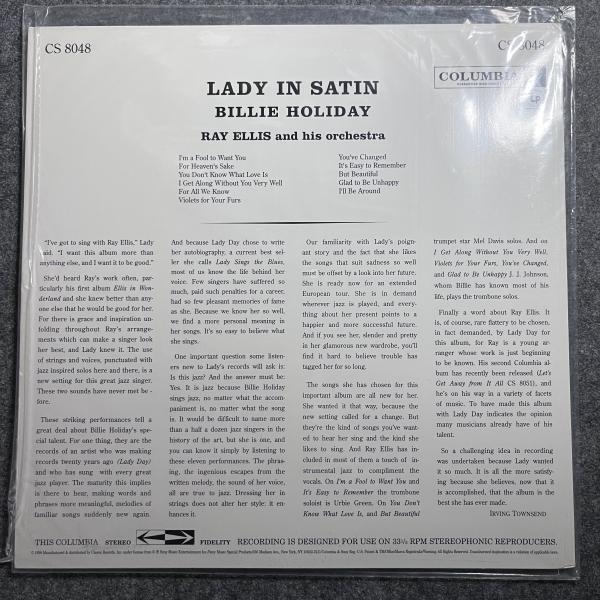 CS 8048
CS 8048
COLUMBIA
LP
LADY IN SATIN
BILLIE HOLIDAY
RAY ELLIS and his orchestra
I'm a Fool to Want You
For Heaven's Sake
You Don't Know What Love Is
I Get Along Without You Very Well
For All We Know
Violets for Your Furs
You've Changed
It's Easy to Remember
But Beautiful
Glad to Be Unhappy
I'll Be Around
"I've got to sing with Ray Ellis," Lady
said. "I want this album more than
anything else, and I want it to be good."
She'd heard Ray's work often, par-
ticularly his first album Ellis in Won-
derland and she knew better than any-
one else that he would be good for her.
For there is grace and inspiration un-
folding throughout Ray's arrange-
ments which can make a singer look
her best, and Lady knew it. The use
of strings and voices, punctuated with
jazz inspired solos here and there, is a
new setting for this great jazz singer.
These two sounds have never met be-
fore.
These striking performances tell a
great deal about Billie Holiday's spe-
cial talent. For one thing, they are the
records of an artist who was making
records twenty years ago (Lady Day)
and who has sung with every great
jazz player. The maturity this implies
is there to hear, making words and
phrases more meaningful, melodies of
familiar songs suddenly new again.
And because Lady Day chose to write
her autobiography, a current best sel-
ler she calls Lady Sings the Blues,
most of us know the life behind her
voice. Few singers have suffered so
much, paid such penalties for a career,
had so few pleasant memories of fame
as she. Because we know her so well,
we find a more personal meaning in
her songs. It's so easy to believe what
she sings.
One important question some listen-
ers new to Lady's records will ask is:
Is this jazz? And the answer must be:
Yes. It is jazz because Billie Holiday
sings jazz, no matter what the accom-
paniment is, no matter what the song
is. It would be difficult to name more
than a half a dozen jazz singers in the
history of the art, but she is one, and
you can know it simply by listening to
these eleven performances. The phras-
ing, the ingenious escapes from the
written melody, the sound of her voice,
all are true to jazz. Dressing her in
strings does not alter her style: it en-
hances it.
Our familiarity with Lady's poign-
ant story and the fact that she likes
the songs that suit sadness so well
must be offset by a look into her future.
She is ready now for an extended
European tour. She is in demand
wherever jazz is played, and every-
thing about her present points to a
happier and more successful future.
And if you see her, slender and pretty
in her glamorous new wardrobe, you'll
find it hard to believe trouble has
tagged her for so long.
The songs she has chosen for this
important album are all new for her.
She wanted it that way, because the
new setting called for a change. But
they're the kind of songs you've want-
ed to hear her sing and the kind she
likes to sing. And Ray Ellis has in-
cluded in most of them a touch of in-
strumental jazz to compliment the
vocals. On I'm a Fool to Want You and
It's Easy to Remember the trombone
soloist is Urbie Green. On You Don't
Know What Love Is, and But Beautiful
trumpet star Mel Davis solos. And on
I Get Along Without You Very Well,
Violets for Your Furs, You've Changed,
and Glad to Be Unhappy J. J. Johnson,
whom Billie has known most of his
life, plays the trombone solos.
Finally a word about Ray Ellis. It
is, of course, rare flattery to be chosen,
in fact demanded, by Lady Day for
this album, for Ray is a young ar-
ranger whose work is just beginning
to be known. His second Columbia al-
bum has recently been released (Let's
Get Away from It All CS 8051), and
he's on his way in a variety of facets
of music. To have made this album
with Lady Day indicates the opinion
many musicians already have of his
talent.
So a challenging idea in recording
was undertaken because Lady wanted
it so much. It is all the more satisfy-
ing because she believes, now that it
is accomplished, that the album is the
best she has ever made.
IRVING TOWNSEND
THIS COLUMBIA STEREO FIDELITY RECORDING IS DESIGNED FOR USE ON 33⅓ RPM STEREOPHONIC REPRODUCERS.